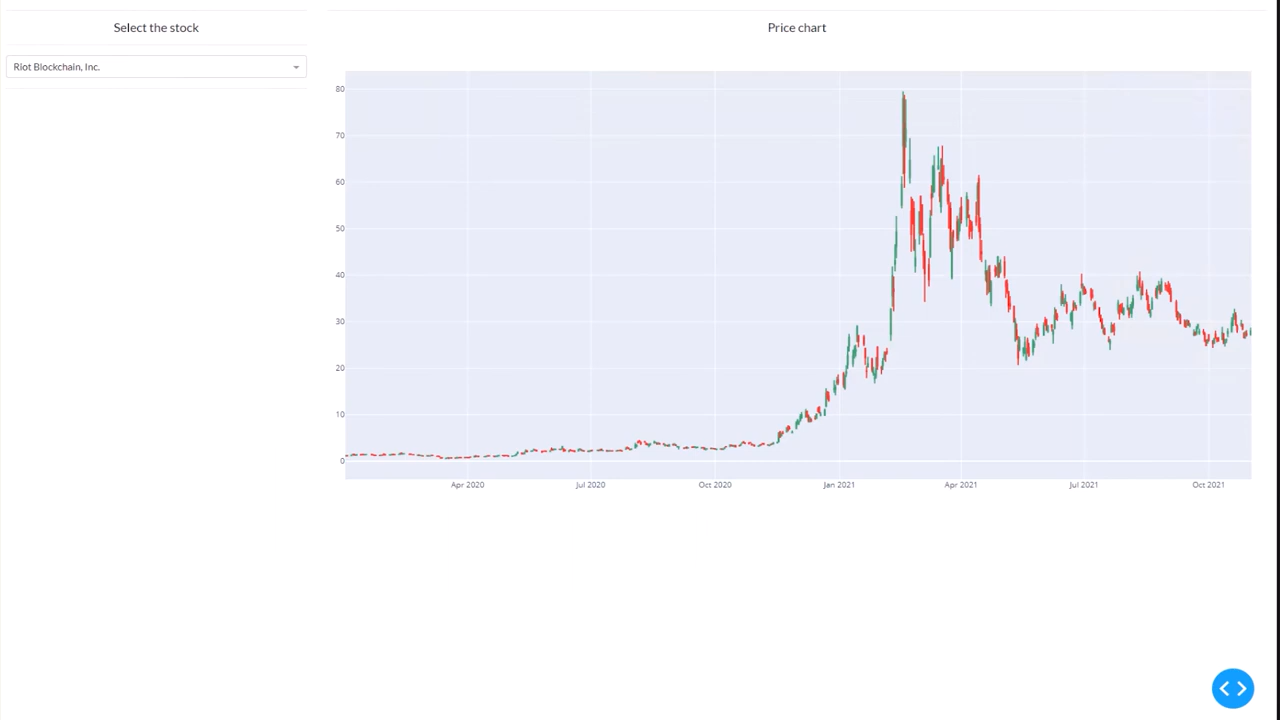 Select the stock
Price chart
Riot Blockchain, Inc.
80
70
60
50
40
30
20
10
0
Apr 2020 Jul 2020 Oct 2020 Jan 2021 Apr 2021 Jul 2021 Oct 2021